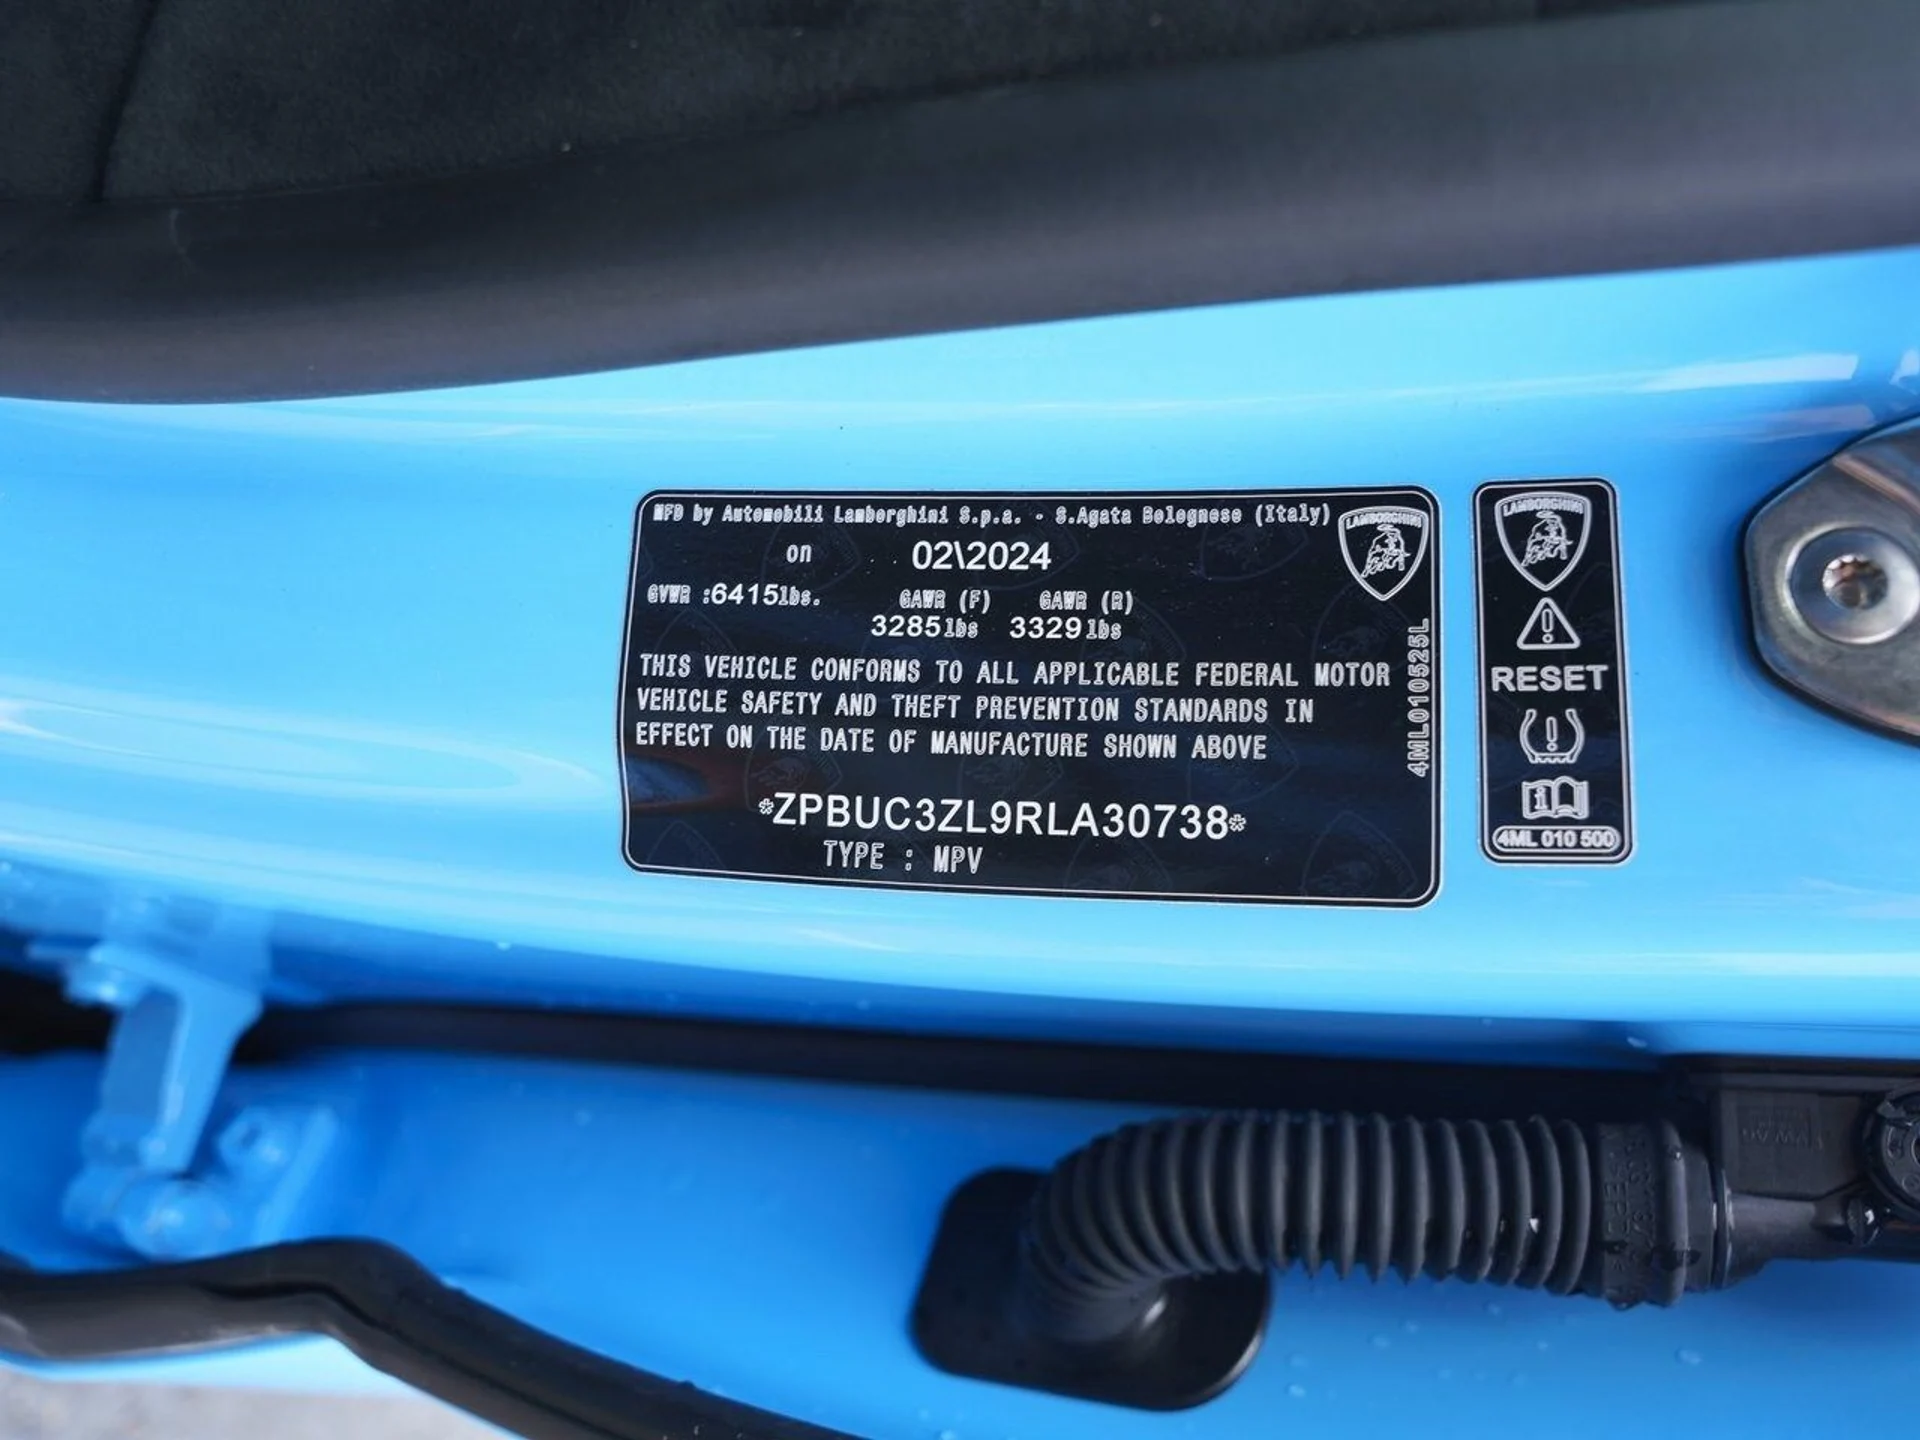 MFD by Automobili Lamborghini S.p.a. - S.Agata Bolognese (Italy)
on 02\2024
GVWR :6415lbs. GAWR (F) GAWR (R)
3285lbs 3329lbs
THIS VEHICLE CONFORMS TO ALL APPLICABLE FEDERAL MOTOR
VEHICLE SAFETY AND THEFT PREVENTION STANDARDS IN
EFFECT ON THE DATE OF MANUFACTURE SHOWN ABOVE
*ZPBUC3ZL9RLA30738*
TYPE : MPV
LAMBORGHINI
4ML010525L
LAMBORGHINI
RESET
4ML 010 500